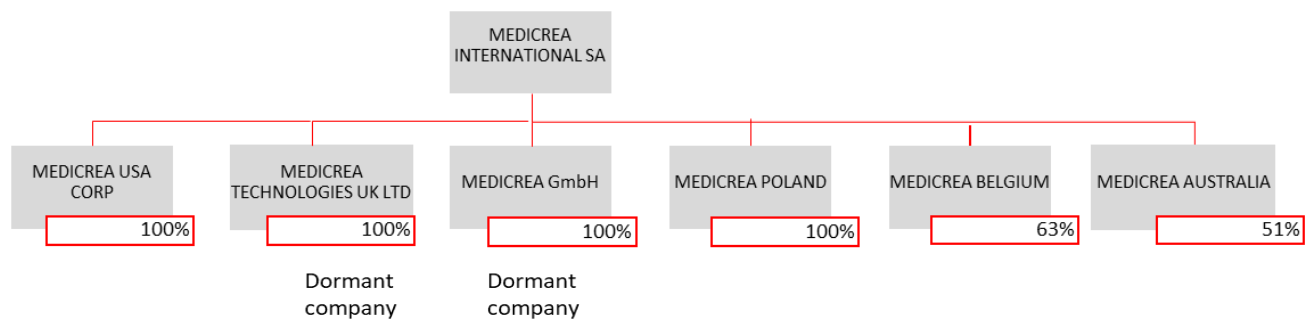 MEDICREA
INTERNATIONAL SA
MEDICREA USA
CORP
100%
MEDICREA
TECHNOLOGIES UK LTD
100%
MEDICREA GmbH
100%
MEDICREA POLAND
100%
MEDICREA BELGIUM
63%
MEDICREA AUSTRALIA
51%
Dormant
company
Dormant
company